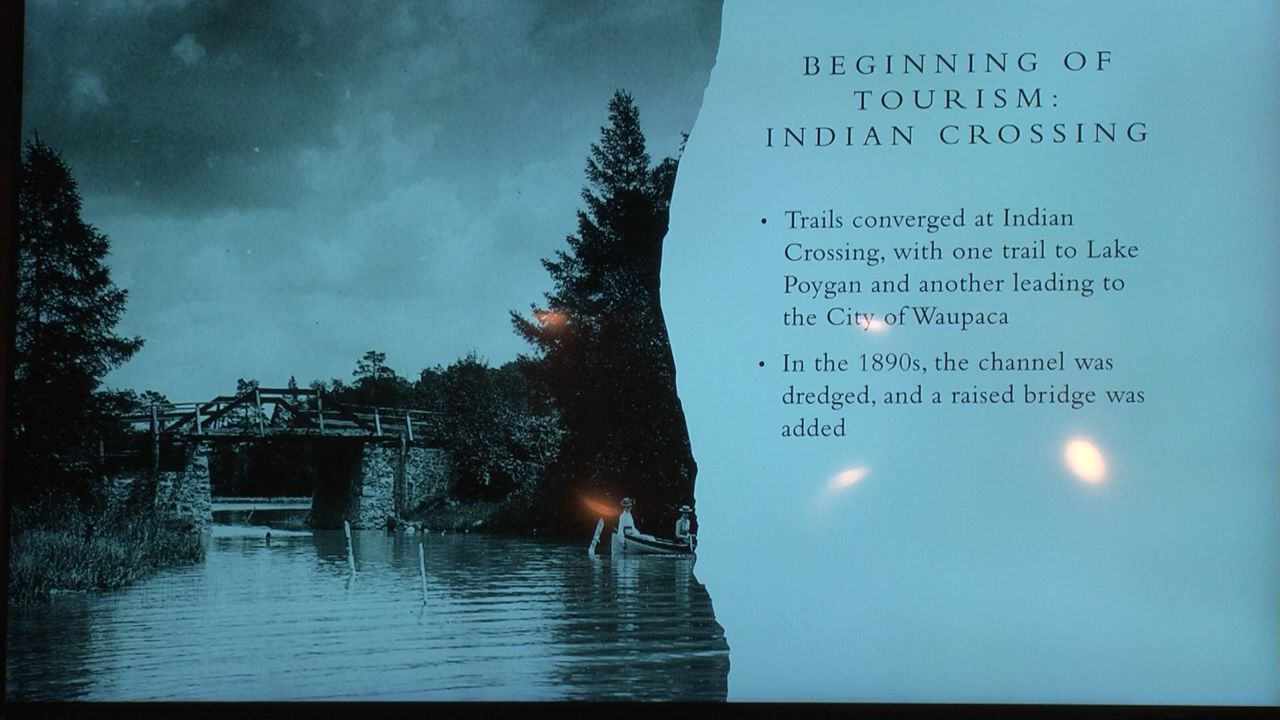 BEGINNING OF
TOURISM:
INDIAN CROSSING
• Trails converged at Indian
Crossing, with one trail to Lake
Poygan and another leading to
the City of Waupaca
• In the 1890s, the channel was
dredged, and a raised bridge was
added